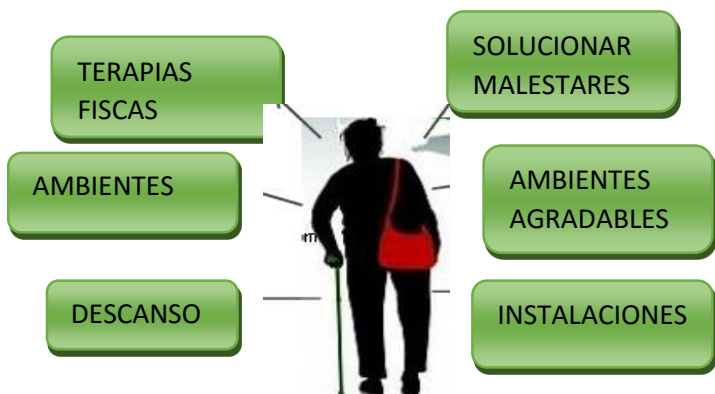 TERAPIAS
FISCAS
SOLUCIONAR
MALESTARES
AMBIENTES
AMBIENTES
AGRADABLES
DESCANSO
INSTALACIONES